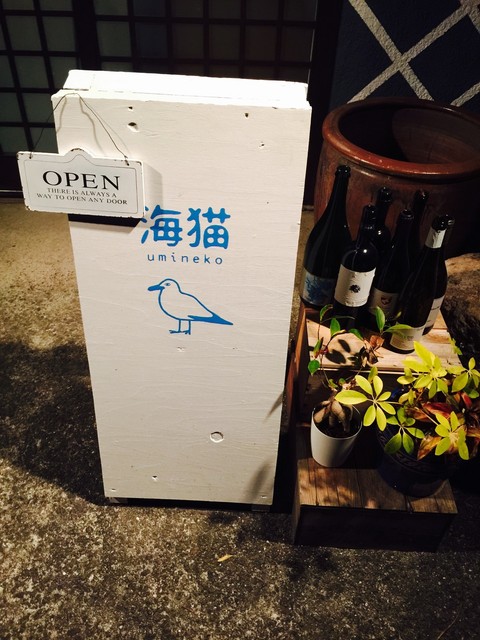 OPEN
THERE IS ALWAYS A
WAY TO OPEN ANY DOOR
海猫
umineko